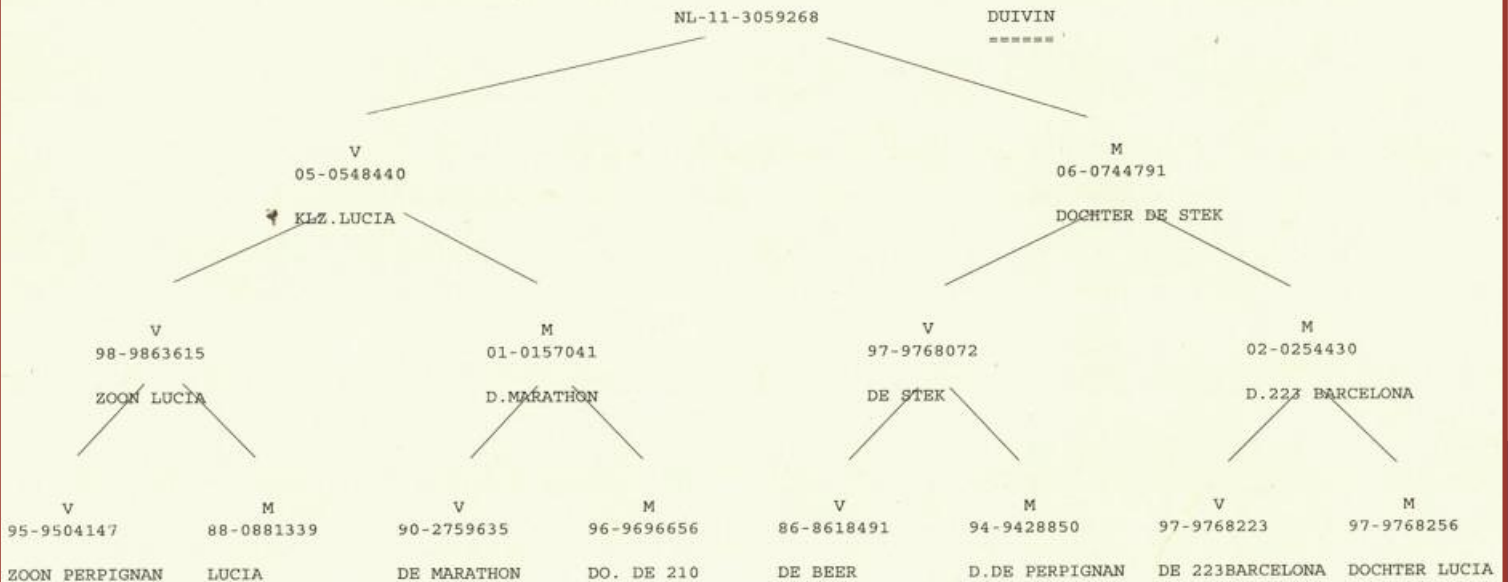 NL-11-3059268 DUIVIN
======
V M
05-0548440 06-0744791
KLZ.LUCIA DOCHTER DE STEK
V M V M
98-9863615 01-0157041 97-9768072 02-0254430
ZOON LUCIA D.MARATHON DE STEK D.223 BARCELONA
V M V M V M V M
95-9504147 88-0881339 90-2759635 96-9696656 86-8618491 94-9428850 97-9768223 97-9768256
ZOON PERPIGNAN LUCIA DE MARATHON DO. DE 210 DE BEER D.DE PERPIGNAN DE 223BARCELONA DOCHTER LUCIA